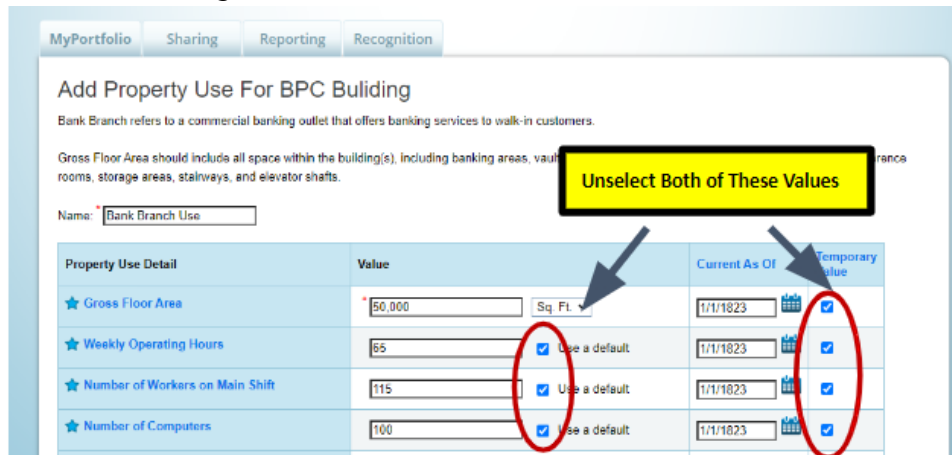 MyPortfolio Sharing Reporting Recognition
Add Property Use For BPC Buliding
Bank Branch refers to a commercial banking outlet that offers banking services to walk-in customers.
Gross Floor Area should include all space within the building(s), including banking areas, rence
rooms, storage areas, stairways, and elevator shafts.
Unselect Both of These Values
Name: * Bank Branch Use
Property Use Detail Value Current As Of Temporary
Value
Gross Floor Area * 50,000 Sq. Ft. 1/1/1823
Weekly Operating Hours 65 Use a default 1/1/1823
Number of Workers on Main Shift 115 Use a default 1/1/1823
Number of Computers 100 Use a default 1/1/1823